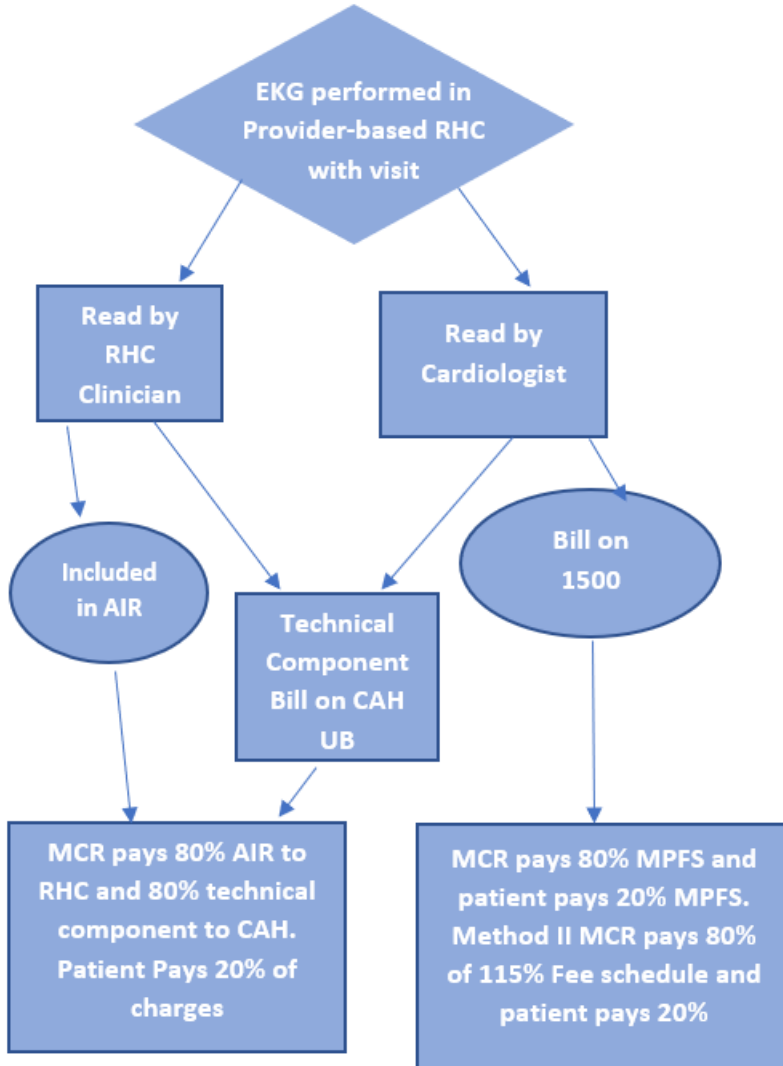 EKG performed in
Provider-based RHC
with visit
Read by
RHC
Clinician
Read by
Cardiologist
Included
in AIR
Technical
Component
Bill on CAH
UB
Bill on
1500
MCR pays 80% AIR to
RHC and 80% technical
component to CAH.
Patient Pays 20% of
charges
MCR pays 80% MPFS and
patient pays 20% MPFS.
Method II MCR pays 80%
of 115% Fee schedule and
patient pays 20%